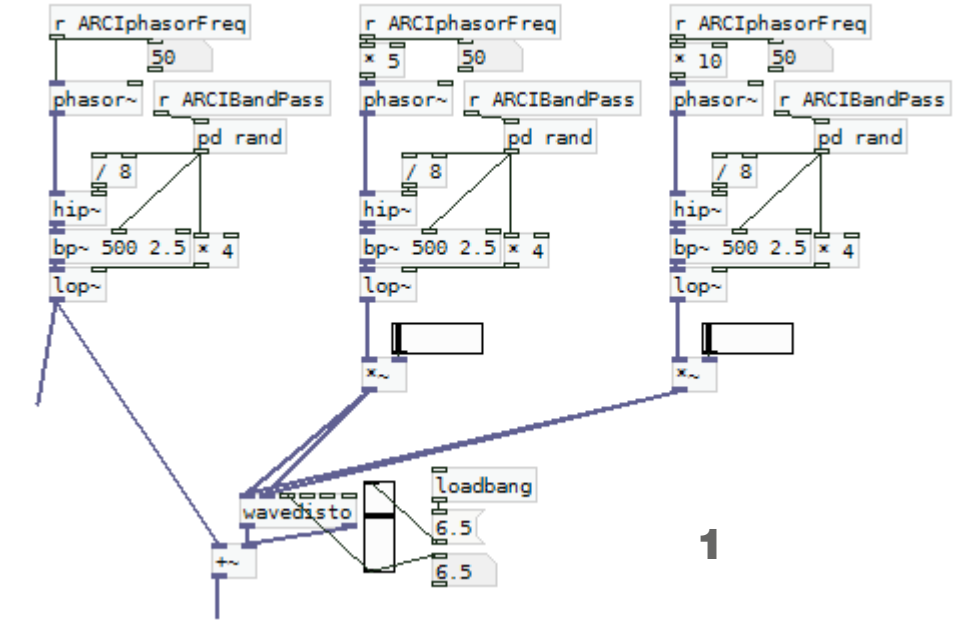 r ARCIphasorFreq
50
phasor~
r ARCIBandPass
pd rand
/ 8
hip~
bp~ 500 2.5
× 4
lop~
r ARCIphasorFreq
× 5
50
phasor~
r ARCIBandPass
pd rand
/ 8
hip~
bp~ 500 2.5
× 4
lop~
*~
r ARCIphasorFreq
× 10
50
phasor~
r ARCIBandPass
pd rand
/ 8
hip~
bp~ 500 2.5
× 4
lop~
*~
wavedisto
loadbang
6.5
6.5
+~
1